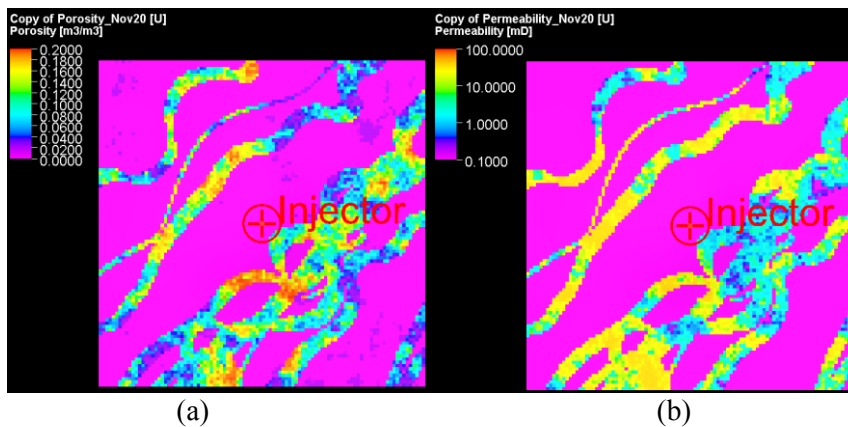 Copy of Porosity_Nov20 [U]
Porosity [m3/m3]
0.2000
0.1800
0.1600
0.1400
0.1200
0.1000
0.0800
0.0600
0.0400
0.0200
0.0000
Injector
(a)
Copy of Permeability_Nov20 [U]
Permeability [mD]
100.0000
10.0000
1.0000
0.1000
Injector
(b)